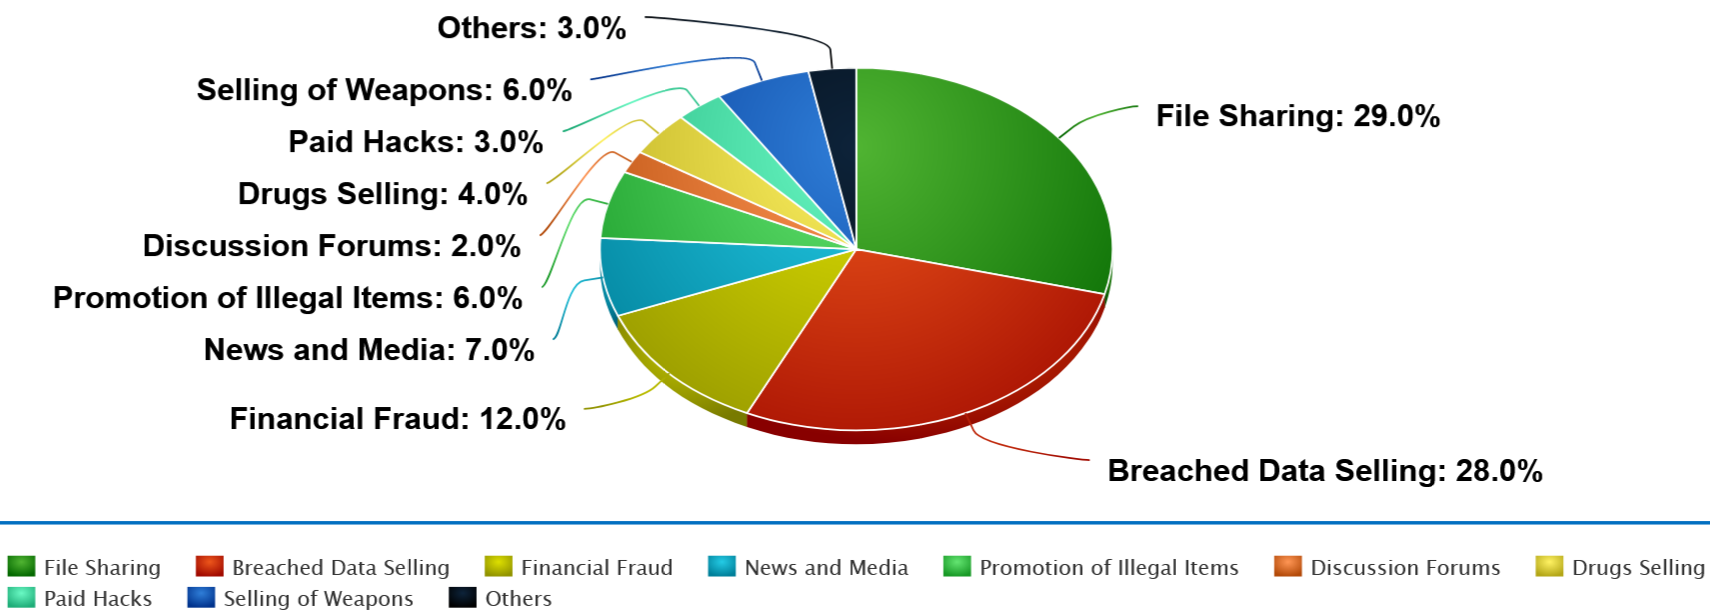 Others: 3.0%
Selling of Weapons: 6.0%
File Sharing: 29.0%
Paid Hacks: 3.0%
Drugs Selling: 4.0%
Discussion Forums: 2.0%
Promotion of Illegal Items: 6.0%
News and Media: 7.0%
Financial Fraud: 12.0%
Breached Data Selling: 28.0%
File Sharing Breached Data Selling Financial Fraud News and Media Promotion of Illegal Items Discussion Forums Drugs Selling
Paid Hacks Selling of Weapons Others